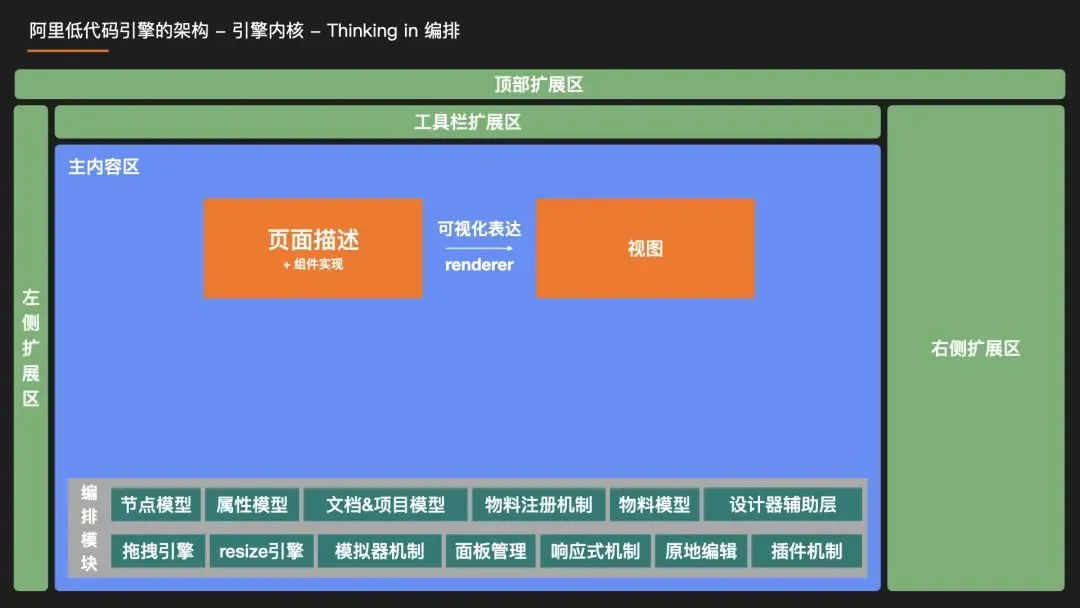 阿里低代码引擎的架构 – 引擎内核 – Thinking in 编排
顶部扩展区
工具栏扩展区
左侧扩展区
主内容区
页面描述
+ 组件实现
可视化表达
renderer
视图
右侧扩展区
编排模块
节点模型 属性模型 文档&项目模型 物料注册机制 物料模型 设计器辅助层
拖拽引擎 resize引擎 模拟器机制 面板管理 响应式机制 原地编辑 插件机制